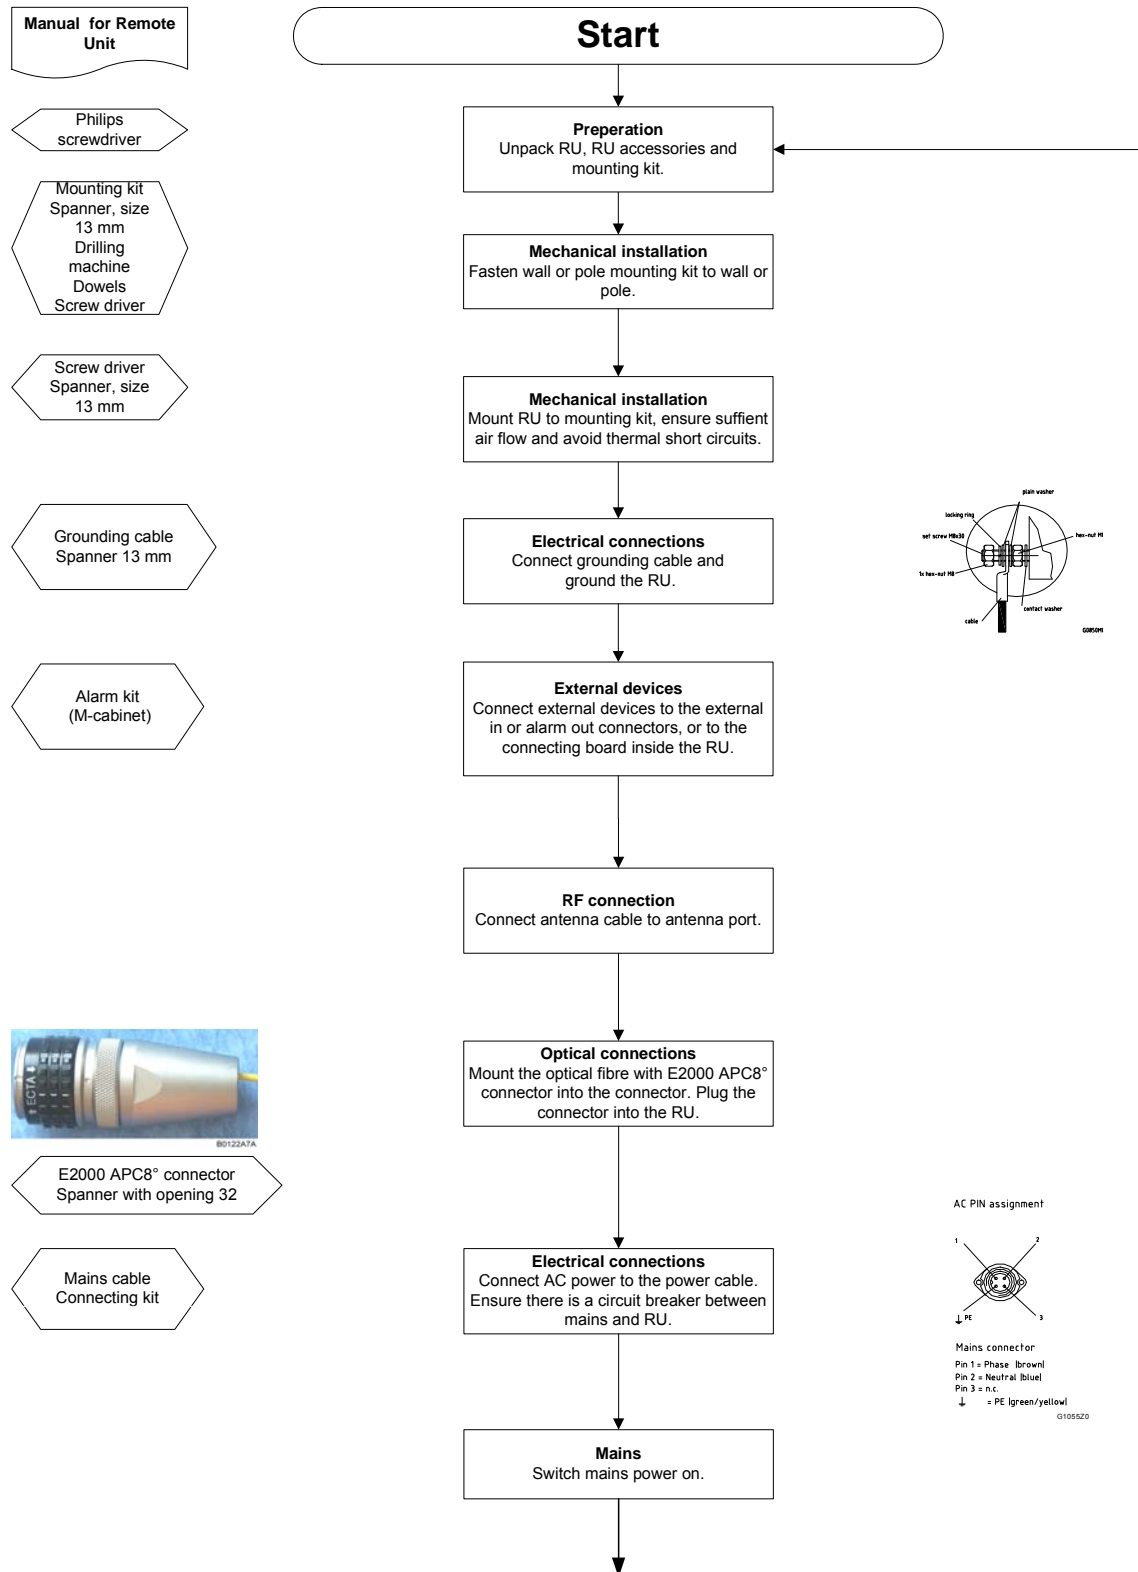 Manual for Remote
Unit
Start
Philips
screwdriver
Preperation
Unpack RU, RU accessories and
mounting kit.
Mounting kit
Spanner, size
13 mm
Drilling
machine
Dowels
Screw driver
Mechanical installation
Fasten wall or pole mounting kit to wall or
pole.
Screw driver
Spanner, size
13 mm
Mechanical installation
Mount RU to mounting kit, ensure suffient
air flow and avoid thermal short circuits.
Grounding cable
Spanner 13 mm
Electrical connections
Connect grounding cable and
ground the RU.
plain washer
locking ring
set screw M8x30
hex-nut M8
1x hex-nut M8
contact washer
cable
G0850M1
Alarm kit
(M-cabinet)
External devices
Connect external devices to the external
in or alarm out connectors, or to the
connecting board inside the RU.
RF connection
Connect antenna cable to antenna port.
↑ ECTA ↓
B0122A7A
Optical connections
Mount the optical fibre with E2000 APC8°
connector into the connector. Plug the
connector into the RU.
E2000 APC8° connector
Spanner with opening 32
Mains cable
Connecting kit
Electrical connections
Connect AC power to the power cable.
Ensure there is a circuit breaker between
mains and RU.
AC PIN assignment
1
2
PE
3
Mains connector
Pin 1 = Phase (brown)
Pin 2 = Neutral (blue)
Pin 3 = n.c.
= PE (green/yellow)
G1055Z0
Mains
Switch mains power on.